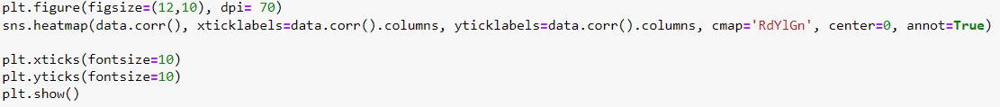 plt.figure(figsize=(12,10), dpi= 70)
sns.heatmap(data.corr(), xticklabels=data.corr().columns, yticklabels=data.corr().columns, cmap='RdYlGn', center=0, annot=True)
plt.xticks(fontsize=10)
plt.yticks(fontsize=10)
plt.show()